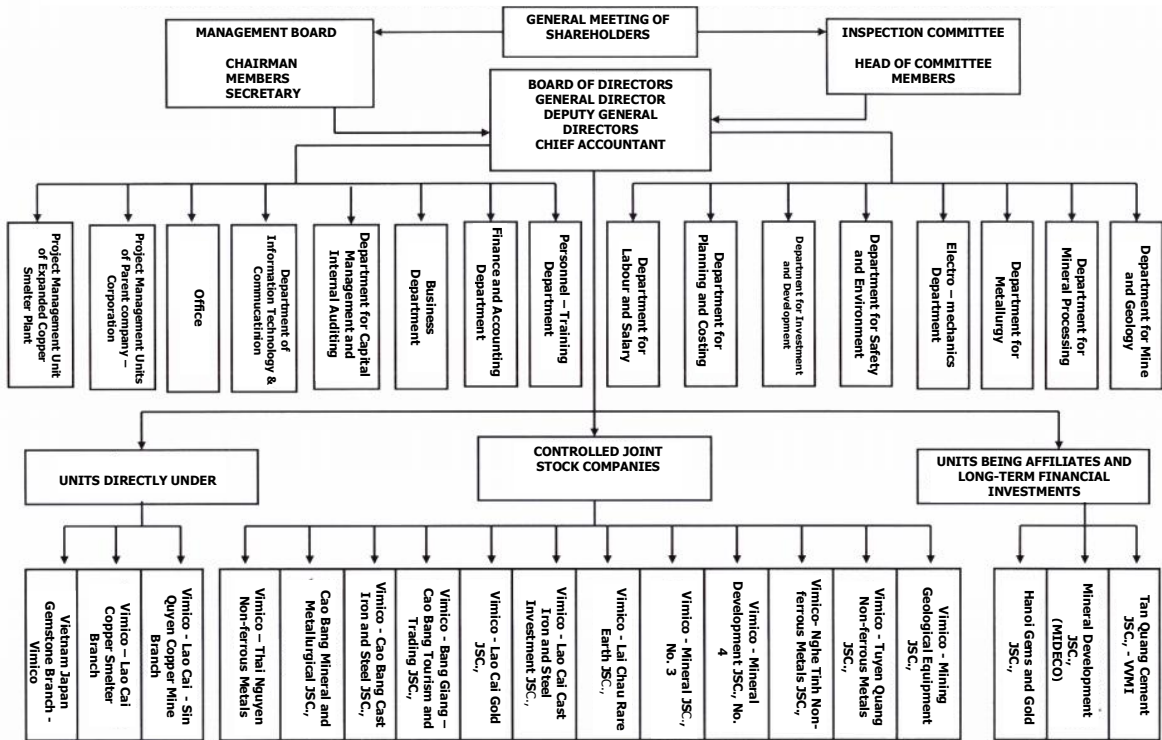 GENERAL MEETING OF
SHAREHOLDERS
MANAGEMENT BOARD
CHAIRMAN
MEMBERS
SECRETARY
INSPECTION COMMITTEE
HEAD OF COMMITTEE
MEMBERS
BOARD OF DIRECTORS
GENERAL DIRECTOR
DEPUTY GENERAL
DIRECTORS
CHIEF ACCOUNTANT
Project Management Unit
of Expanded Copper
Smelter Plant
Project Management Units
of Parent company –
Corporation
Office
Department of
Information Technology &
Commucatinion
Department for Capital
Management and
Internal Auditing
Business
Department
Finance and Accounting
Department
Personnel – Training
Department
Department for
Labour and Salary
Department for
Planning and Costing
Department for Investment
and Development
Department for Safety
and Environment
Electro – mechanics
Department
Department for
Metallurgy
Department for
Mineral Processing
Department for Mine
and Geology
UNITS DIRECTLY UNDER
CONTROLLED JOINT
STOCK COMPANIES
UNITS BEING AFFILIATES AND
LONG-TERM FINANCIAL
INVESTMENTS
Vietnam Japan
Gemstone Branch -
Vimico
Vimico – Lao Cai
Copper Smelter
Branch
Vimico - Lao Cai - Sin
Quyen Copper Mine
Branch
Vimico – Thai Nguyen
Non-ferrous Metals
Cao Bang Mineral and
Metallurgical JSC.,
Vimico - Cao Bang Cast
Iron and Steel JSC.,
Vimico - Bang Giang –
Cao Bang Tourism and
Trading JSC.,
Vimico - Lao Cai Gold
JSC.,
Vimico - Lao Cai Cast
Iron and Steel
Investment JSC.,
Vimico - Lai Chau Rare
Earth JSC.,
Vimico - Mineral JSC.,
No. 3
Vimico - Mineral
Development JSC., No.
4
Vimico- Nghe Tinh Non-
ferrous Metals JSC.,
Vimico - Tuyen Quang
Non-ferrous Metals
JSC.,
Vimico - Mining
Geological Equipment
JSC.,
Hanoi Gems and Gold
JSC.,
Mineral Development
JSC.,
(MIDECO)
Tan Quang Cement
JSC., - VVMI